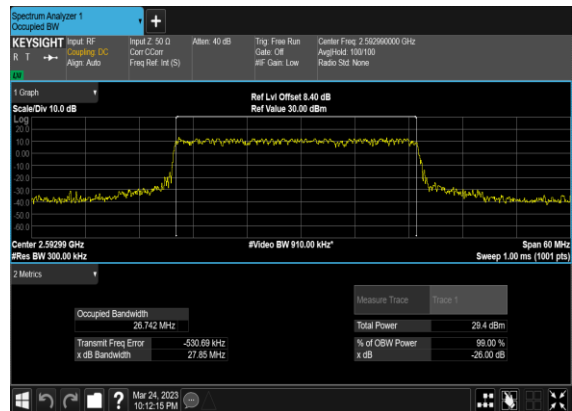 Spectrum Analyzer 1
Occupied BW
KEYSIGHT Input: RF Input Z: 50 Ω Atten: 40 dB Trig: Free Run Center Freq: 2.592990000 GHz
R T Coupling: DC Corr CCorr Gate: Off Avg|Hold: 100/100
Align: Auto Freq Ref: Int (S) #IF Gain: Low Radio Std: None
1 Graph Ref Lvl Offset 8.40 dB
Scale/Div 10.0 dB Ref Value 30.00 dBm
Log
20.0
10.0
0.00
-10.0
-20.0
-30.0
-40.0
-50.0
-60.0
Center 2.59299 GHz #Video BW 910.00 kHz* Span 60 MHz
#Res BW 300.00 kHz Sweep 1.00 ms (1001 pts)
2 Metrics
Measure Trace Trace 1
Occupied Bandwidth
26.742 MHz Total Power 29.4 dBm
Transmit Freq Error -530.69 kHz % of OBW Power 99.00 %
x dB Bandwidth 27.85 MHz x dB -26.00 dB
Mar 24, 2023
10:12:15 PM